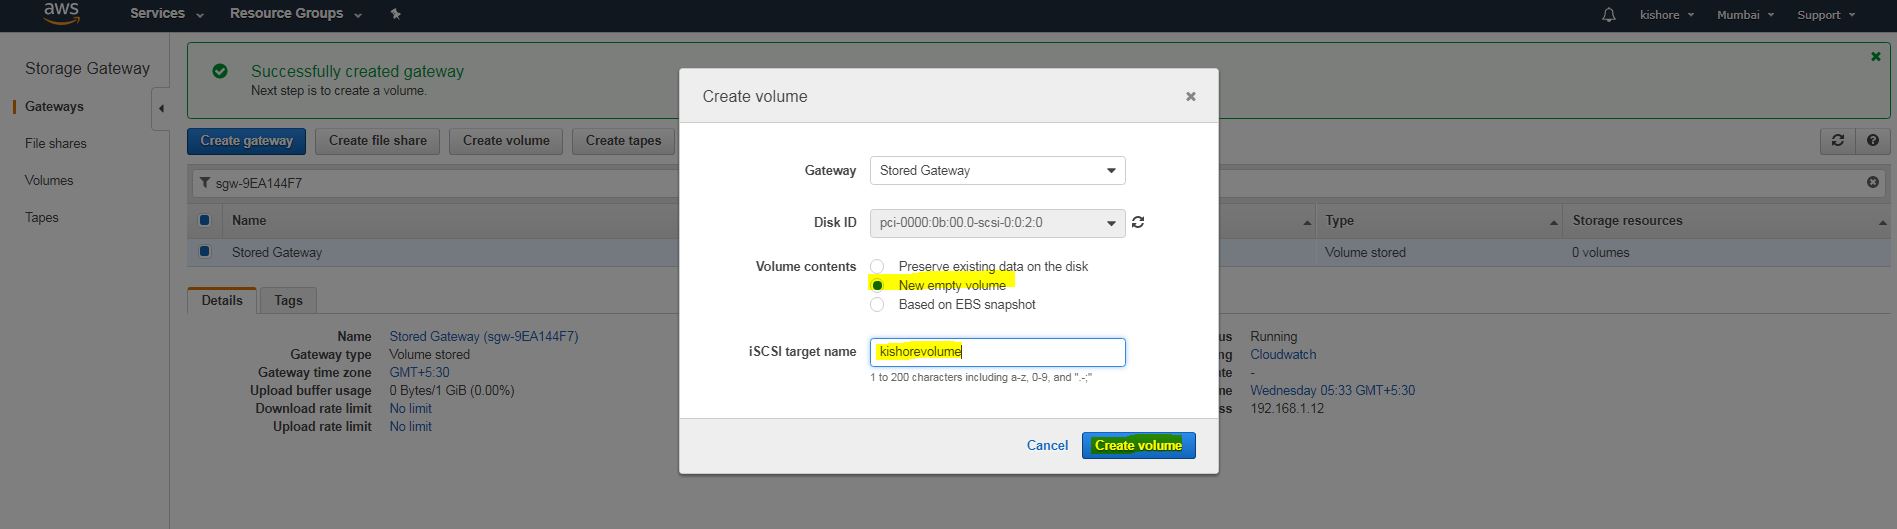 aws Services Resource Groups kishore Mumbai Support
Storage Gateway
Gateways
File shares
Volumes
Tapes
Successfully created gateway
Next step is to create a volume.
Create gateway Create file share Create volume Create tapes
sgw-9EA144F7
Name Type Storage resources
Stored Gateway Volume stored 0 volumes
Details Tags
Name Stored Gateway (sgw-9EA144F7)
Gateway type Volume stored
Gateway time zone GMT+5:30
Upload buffer usage 0 Bytes/1 GiB (0.00%)
Download rate limit No limit
Upload rate limit No limit
us Running
ng Cloudwatch
ate -
me Wednesday 05:33 GMT+5:30
ss 192.168.1.12
Create volume
Gateway Stored Gateway
Disk ID pci-0000:0b:00.0-scsi-0:0:2:0
Volume contents Preserve existing data on the disk
New empty volume
Based on EBS snapshot
iSCSI target name kishorevolume
1 to 200 characters including a-z, 0-9, and ".-;"
Cancel Create volume